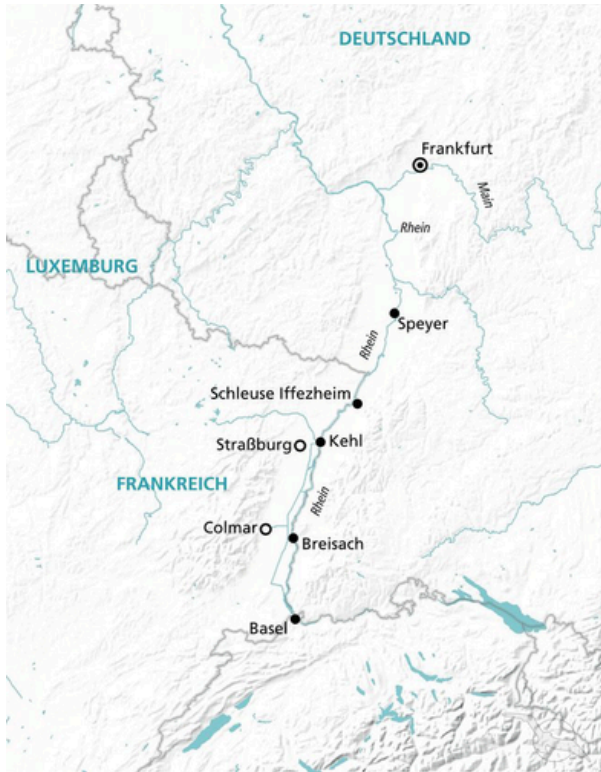 DEUTSCHLAND
Frankfurt
Main
Rhein
LUXEMBURG
Speyer
Rhein
Schleuse Iffezheim
Straßburg
Kehl
FRANKREICH
Rhein
Colmar
Breisach
Basel